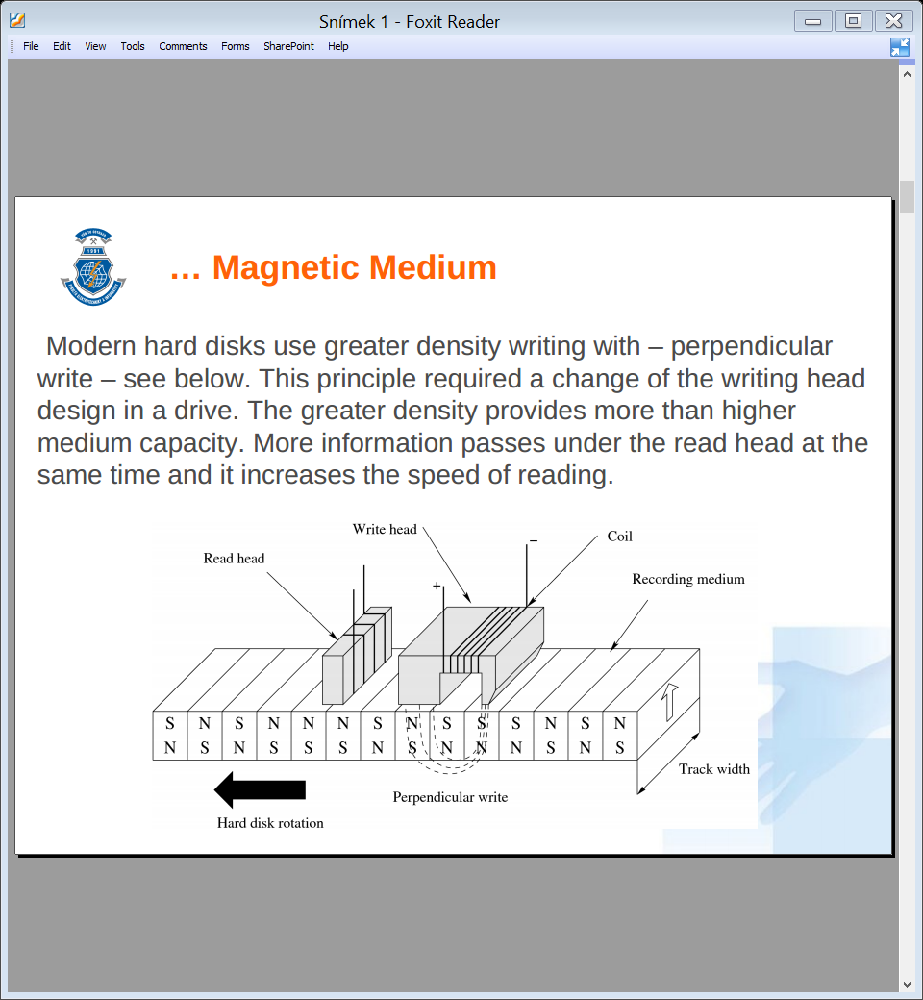 Snímek 1 - Foxit Reader
File Edit View Tools Comments Forms SharePoint Help
1991
... Magnetic Medium
Modern hard disks use greater density writing with – perpendicular
write – see below. This principle required a change of the writing head
design in a drive. The greater density provides more than higher
medium capacity. More information passes under the read head at the
same time and it increases the speed of reading.
Write head
Coil
Read head
Recording medium
+ –
S N S N N N S N S S S N S N
N S N S S S N S N N N S N S
Track width
Perpendicular write
Hard disk rotation